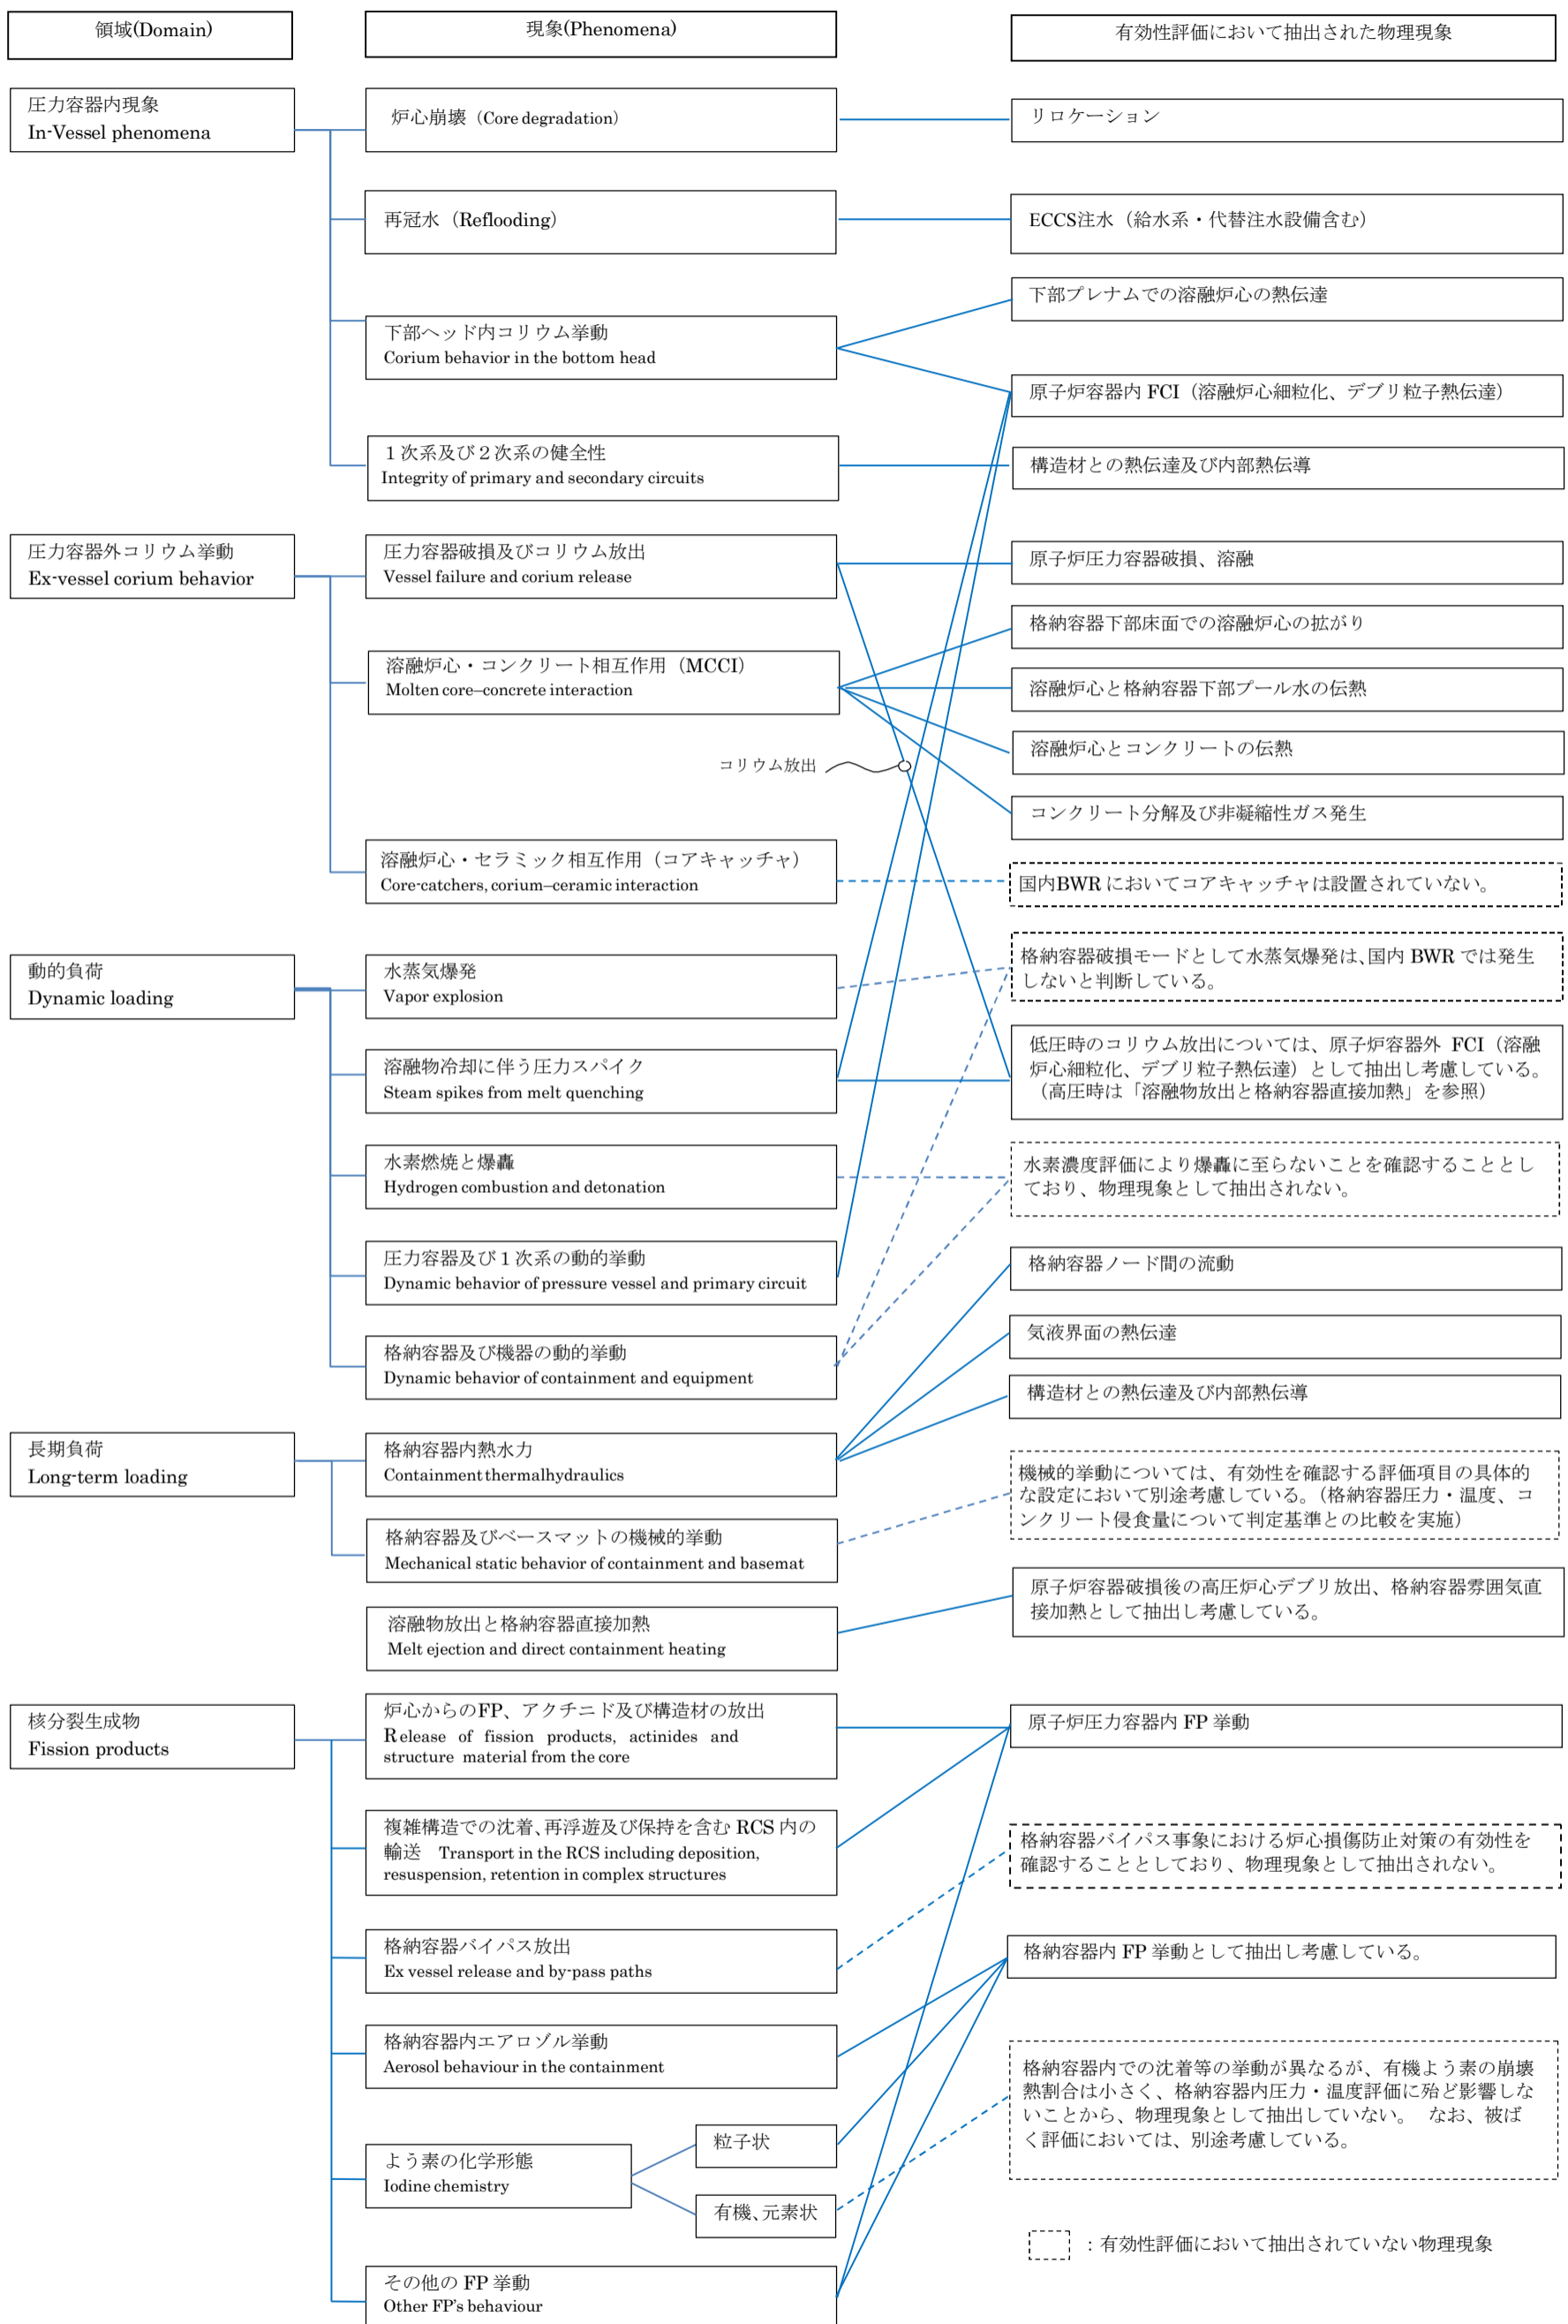 領域(Domain)
現象(Phenomena)
有効性評価において抽出された物理現象
圧力容器内現象
In-Vessel phenomena
炉心崩壊（Core degradation）
リロケーション
再冠水（Reflooding）
ECCS注水（給水系・代替注水設備含む）
下部ヘッド内コリウム挙動
Corium behavior in the bottom head
下部プレナムでの溶融炉心の熱伝達
原子炉容器内 FCI（溶融炉心細粒化、デブリ粒子熱伝達）
１次系及び２次系の健全性
Integrity of primary and secondary circuits
構造材との熱伝達及び内部熱伝導
圧力容器外コリウム挙動
Ex-vessel corium behavior
圧力容器破損及びコリウム放出
Vessel failure and corium release
原子炉圧力容器破損、溶融
溶融炉心・コンクリート相互作用（MCCI）
Molten core–concrete interaction
格納容器下部床面での溶融炉心の拡がり
溶融炉心と格納容器下部プール水の伝熱
溶融炉心とコンクリートの伝熱
コリウム放出
コンクリート分解及び非凝縮性ガス発生
溶融炉心・セラミック相互作用（コアキャッチャ）
Core-catchers, corium–ceramic interaction
国内BWR においてコアキャッチャは設置されていない。
動的負荷
Dynamic loading
水蒸気爆発
Vapor explosion
格納容器破損モードとして水蒸気爆発は、国内 BWR では発生
しないと判断している。
溶融物冷却に伴う圧力スパイク
Steam spikes from melt quenching
低圧時のコリウム放出については、原子炉容器外 FCI（溶融
炉心細粒化、デブリ粒子熱伝達）として抽出し考慮している。
（高圧時は「溶融物放出と格納容器直接加熱」を参照）
水素燃焼と爆轟
Hydrogen combustion and detonation
水素濃度評価により爆轟に至らないことを確認することとし
ており、物理現象として抽出されない。
圧力容器及び１次系の動的挙動
Dynamic behavior of pressure vessel and primary circuit
格納容器ノード間の流動
気液界面の熱伝達
格納容器及び機器の動的挙動
Dynamic behavior of containment and equipment
構造材との熱伝達及び内部熱伝導
長期負荷
Long-term loading
格納容器内熱水力
Containment thermalhydraulics
機械的挙動については、有効性を確認する評価項目の具体的
な設定において別途考慮している。（格納容器圧力・温度、コ
ンクリート侵食量について判定基準との比較を実施）
格納容器及びベースマットの機械的挙動
Mechanical static behavior of containment and basemat
溶融物放出と格納容器直接加熱
Melt ejection and direct containment heating
原子炉容器破損後の高圧炉心デブリ放出、格納容器雰囲気直
接加熱として抽出し考慮している。
核分裂生成物
Fission products
炉心からのFP、アクチニド及び構造材の放出
Release of fission products, actinides and
structure material from the core
原子炉圧力容器内 FP 挙動
複雑構造での沈着、再浮遊及び保持を含む RCS 内の
輸送　Transport in the RCS including deposition,
resuspension, retention in complex structures
格納容器バイパス事象における炉心損傷防止対策の有効性を
確認することとしており、物理現象として抽出されない。
格納容器バイパス放出
Ex vessel release and by-pass paths
格納容器内 FP 挙動として抽出し考慮している。
格納容器内エアロゾル挙動
Aerosol behaviour in the containment
格納容器内での沈着等の挙動が異なるが、有機よう素の崩壊
熱割合は小さく、格納容器内圧力・温度評価に殆ど影響しな
いことから、物理現象として抽出していない。　なお、被ば
く評価においては、別途考慮している。
よう素の化学形態
Iodine chemistry
粒子状
有機、元素状
：有効性評価において抽出されていない物理現象
その他の FP 挙動
Other FP's behaviour